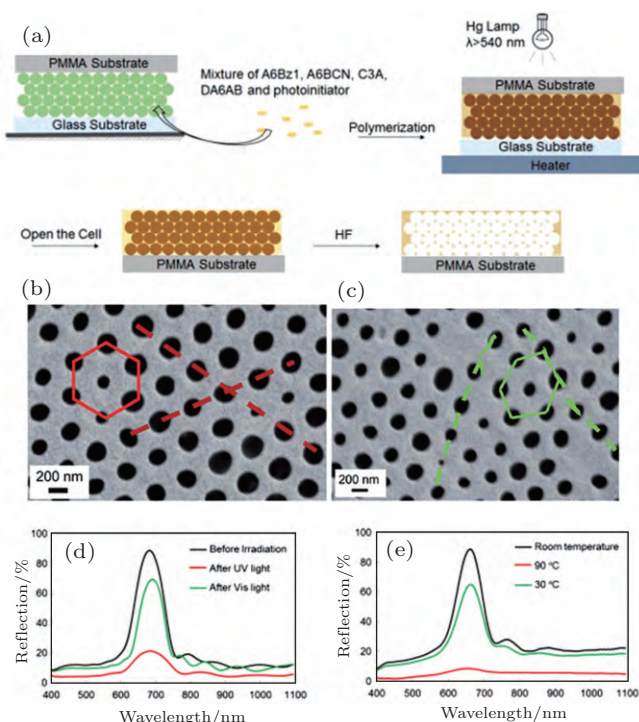 (a)
Hg Lamp
λ>540 nm
PMMA Substrate
Mixture of A6Bz1, A6BCN, C3A,
DA6AB and photoinitiator
PMMA Substrate
Glass Substrate
Polymerization
Glass Substrate
Heater
Open the Cell
HF
PMMA Substrate
PMMA Substrate
(b)
(c)
200 nm
200 nm
(d)
(e)
100
80
60
40
20
0
Reflection/%
Before Irradiation
After UV light
After Vis light
400 500 600 700 800 900 1000 1100
Wavelength/nm
100
80
60
40
20
0
Reflection/%
Room temperature
90 °C
30 °C
400 500 600 700 800 900 1000 1100
Wavelength/nm